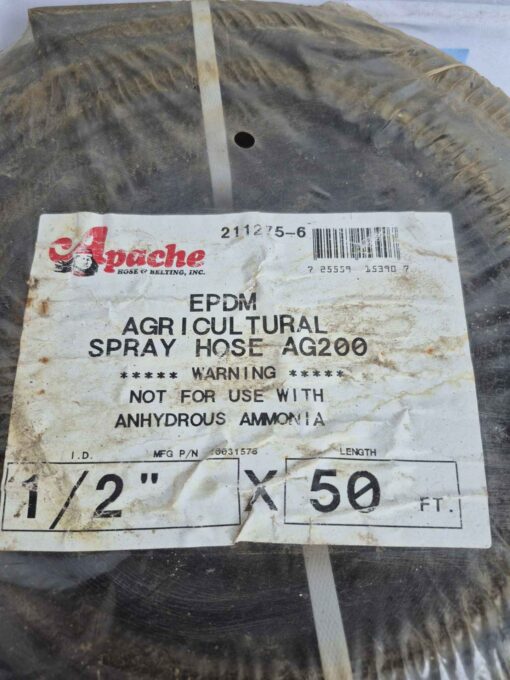 Apache
HOSE & BELTING, INC.
211275-6
7 25559 15390 7
EPDM
AGRICULTURAL
SPRAY HOSE AG200
***** WARNING *****
NOT FOR USE WITH
ANHYDROUS AMMONIA
I.D. MFG P/N 10031576 LENGTH
1/2" X 50 FT.